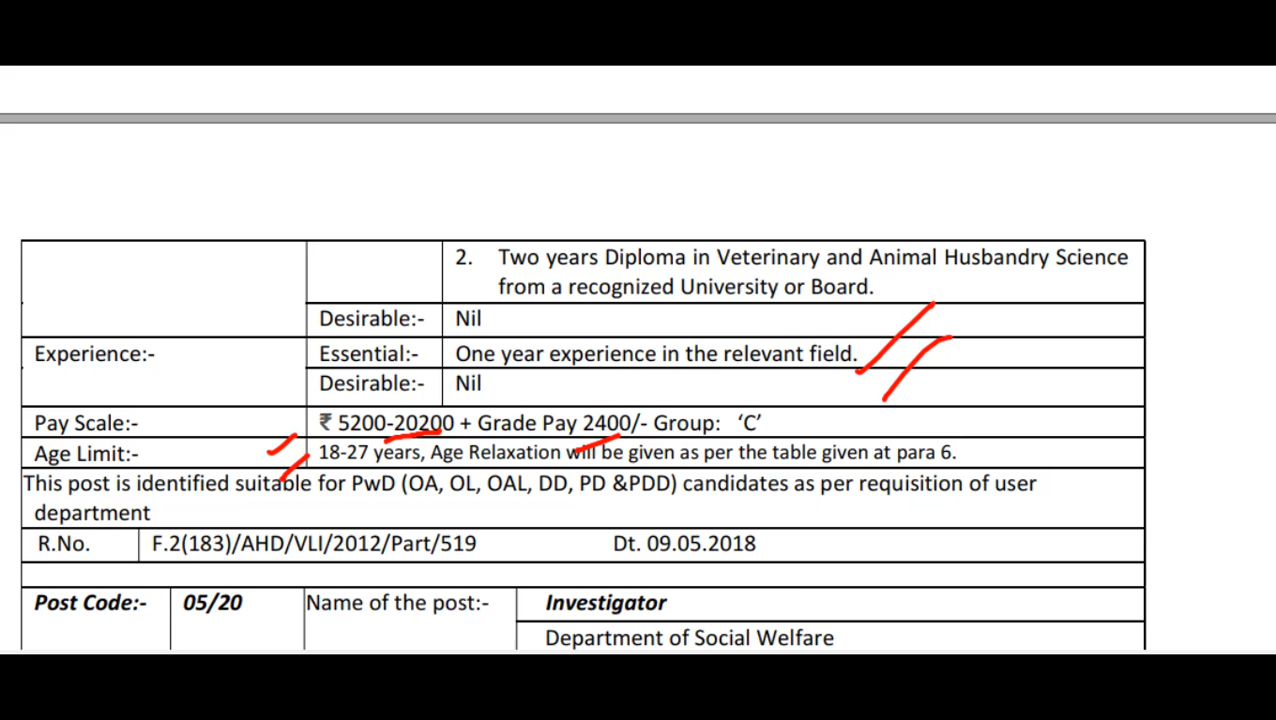 2. Two years Diploma in Veterinary and Animal Husbandry Science
from a recognized University or Board.
Desirable:- Nil
Experience:- Essential:- One year experience in the relevant field.
Desirable:- Nil
Pay Scale:- ₹ 5200-20200 + Grade Pay 2400/- Group: ‘C’
Age Limit:- 18-27 years, Age Relaxation will be given as per the table given at para 6.
This post is identified suitable for PwD (OA, OL, OAL, DD, PD &PDD) candidates as per requisition of user
department
R.No. F.2(183)/AHD/VLI/2012/Part/519 Dt. 09.05.2018
Post Code:- 05/20 Name of the post:- Investigator
Department of Social Welfare